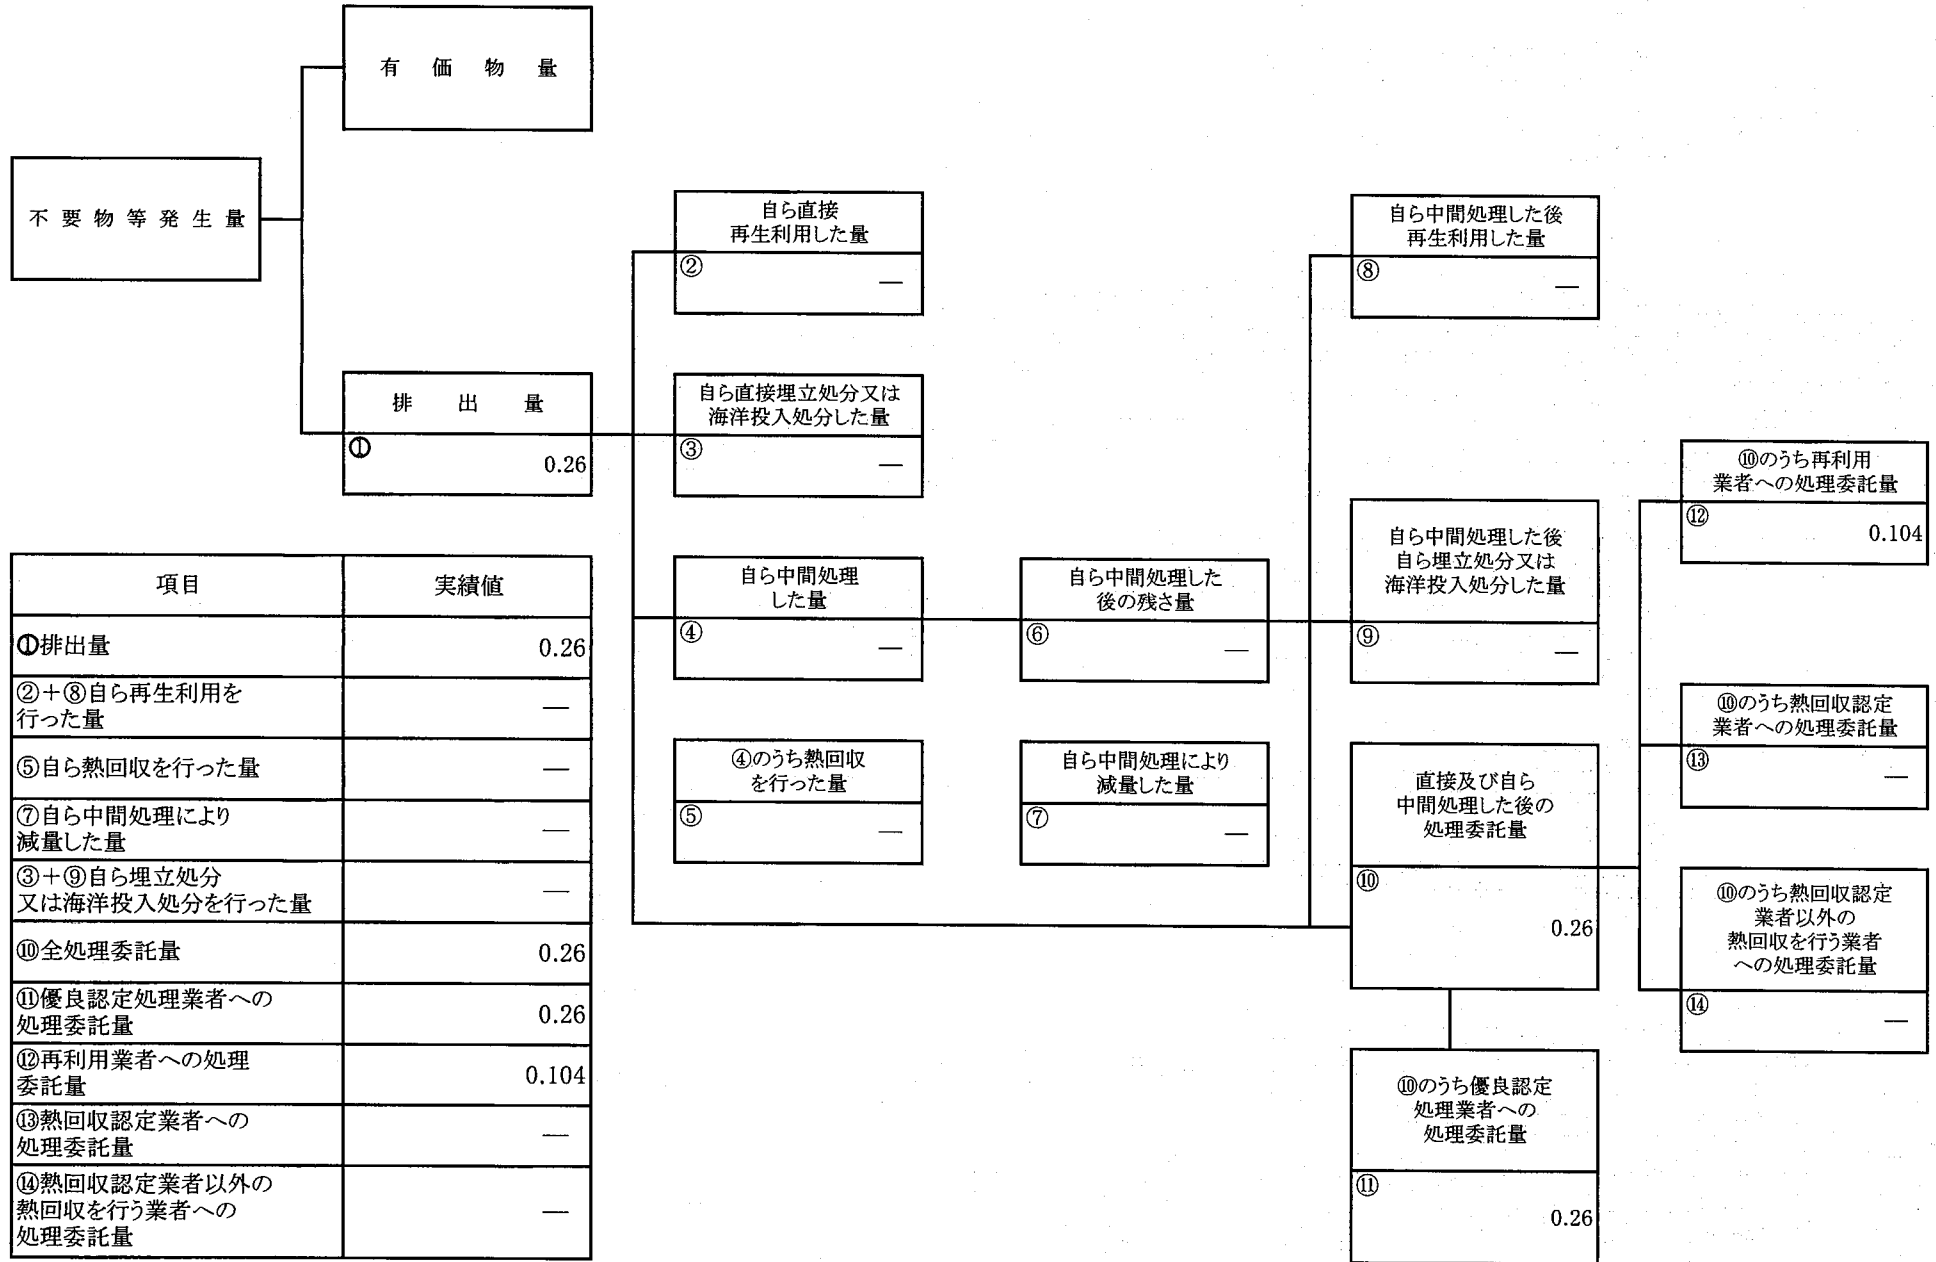 有価物量
不要物等発生量
排出量
①
0.26
自ら直接
再生利用した量
②
―
自ら直接埋立処分又は
海洋投入処分した量
③
―
自ら中間処理
した量
④
―
④のうち熱回収
を行った量
⑤
―
自ら中間処理した
後の残さ量
⑥
―
自ら中間処理により
減量した量
⑦
―
自ら中間処理した後
再生利用した量
⑧
―
自ら中間処理した後
自ら埋立処分又は
海洋投入処分した量
⑨
―
直接及び自ら
中間処理した後の
処理委託量
⑩
0.26
⑩のうち優良認定
処理業者への
処理委託量
⑪
0.26
⑩のうち再利用
業者への処理委託量
⑫
0.104
⑩のうち熱回収認定
業者への処理委託量
⑬
―
⑩のうち熱回収認定
業者以外の
熱回収を行う業者
への処理委託量
⑭
―
項目 実績値
①排出量 0.26
②+⑧自ら再生利用を
行った量 ―
⑤自ら熱回収を行った量 ―
⑦自ら中間処理により
減量した量 ―
③+⑨自ら埋立処分
又は海洋投入処分を行った量 ―
⑩全処理委託量 0.26
⑪優良認定処理業者への
処理委託量 0.26
⑫再利用業者への処理
委託量 0.104
⑬熱回収認定業者への
処理委託量 ―
⑭熱回収認定業者以外の
熱回収を行う業者への
処理委託量 ―